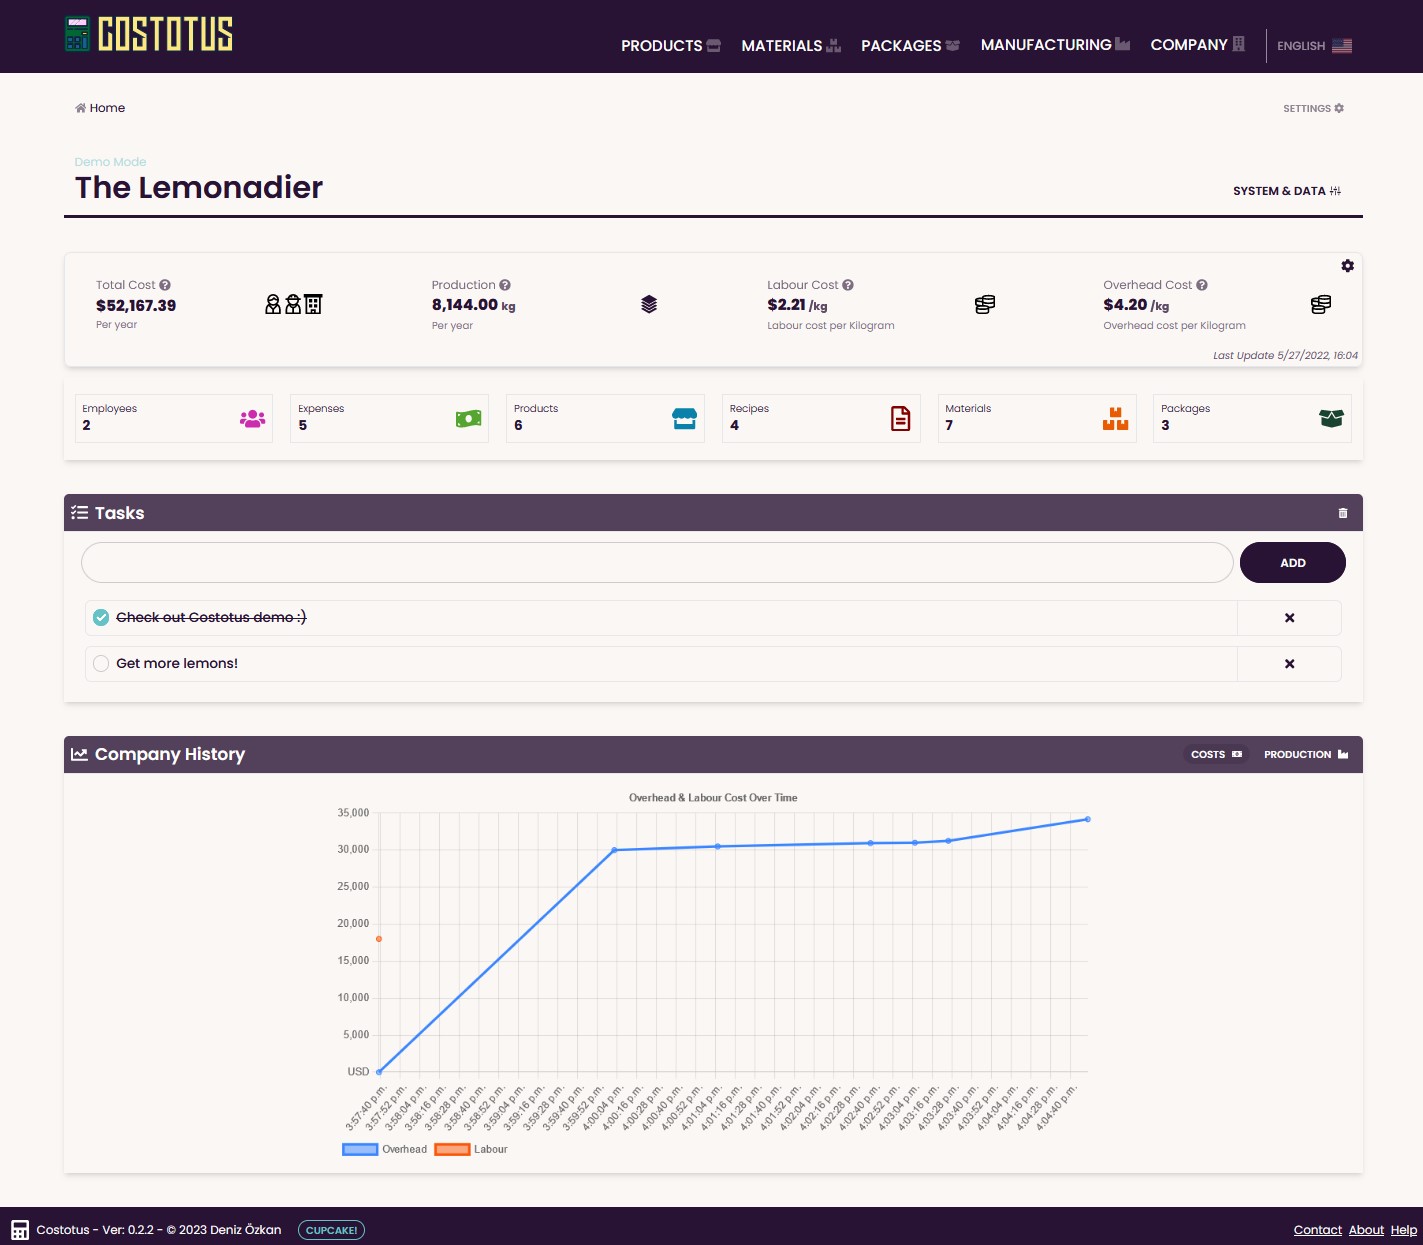 COSTOTUS
PRODUCTS MATERIALS PACKAGES MANUFACTURING COMPANY ENGLISH
Home
SETTINGS
Demo Mode
The Lemonadier
SYSTEM & DATA
Total Cost
$52,167.39
Per year
Production
8,144.00 kg
Per year
Labour Cost
$2.21 /kg
Labour cost per Kilogram
Overhead Cost
$4.20 /kg
Overhead cost per Kilogram
Last Update 5/27/2022, 16:04
Employees
2
Expenses
5
Products
6
Recipes
4
Materials
7
Packages
3
Tasks
ADD
Check out Costotus demo :)
Get more lemons!
Company History
COSTS
PRODUCTION
Overhead & Labour Cost Over Time
35,000
30,000
25,000
20,000
15,000
10,000
5,000
USD
3:57:40 p.m.
3:57:52 p.m.
3:58:04 p.m.
3:58:16 p.m.
3:58:28 p.m.
3:58:40 p.m.
3:58:52 p.m.
3:59:04 p.m.
3:59:16 p.m.
3:59:28 p.m.
3:59:40 p.m.
3:59:52 p.m.
4:00:04 p.m.
4:00:16 p.m.
4:00:28 p.m.
4:00:40 p.m.
4:00:52 p.m.
4:01:04 p.m.
4:01:16 p.m.
4:01:28 p.m.
4:01:40 p.m.
4:01:52 p.m.
4:02:04 p.m.
4:02:16 p.m.
4:02:28 p.m.
4:02:40 p.m.
4:02:52 p.m.
4:03:04 p.m.
4:03:16 p.m.
4:03:28 p.m.
4:03:40 p.m.
4:03:52 p.m.
4:04:04 p.m.
4:04:16 p.m.
4:04:28 p.m.
4:04:40 p.m.
Overhead Labour
Costotus - Ver: 0.2.2 - © 2023 Deniz Özkan CUPCAKE!
Contact About Help